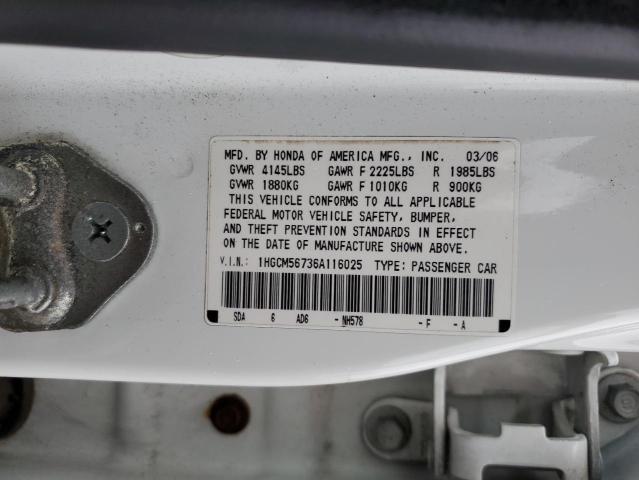 MFD. BY HONDA OF AMERICA MFG., INC. 03/06
GVWR 4145LBS GAWR F 2225LBS R 1985LBS
GVWR 1880KG GAWR F 1010KG R 900KG
THIS VEHICLE CONFORMS TO ALL APPLICABLE
FEDERAL MOTOR VEHICLE SAFETY, BUMPER,
AND THEFT PREVENTION STANDARDS IN EFFECT
ON THE DATE OF MANUFACTURE SHOWN ABOVE.
V.I.N.: 1HGCM56736A116025 TYPE: PASSENGER CAR
SDA 6 AD6 - NH578 - F - A